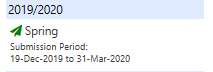 2019/2020
Spring
Submission Period:
19-Dec-2019 to 31-Mar-2020